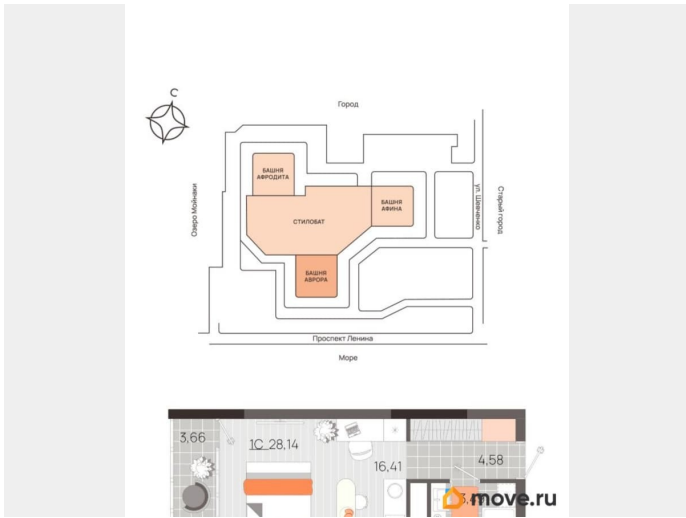 С
Город
БАШНЯ
АФРОДИТА
БАШНЯ
АФИНА
СТИЛОБАТ
БАШНЯ
АВРОРА
Озеро Мойнаки
ул. Шевченко
Старый город
Проспект Ленина
Море
3,66
1С 28,14
16,41
4,58
move.ru